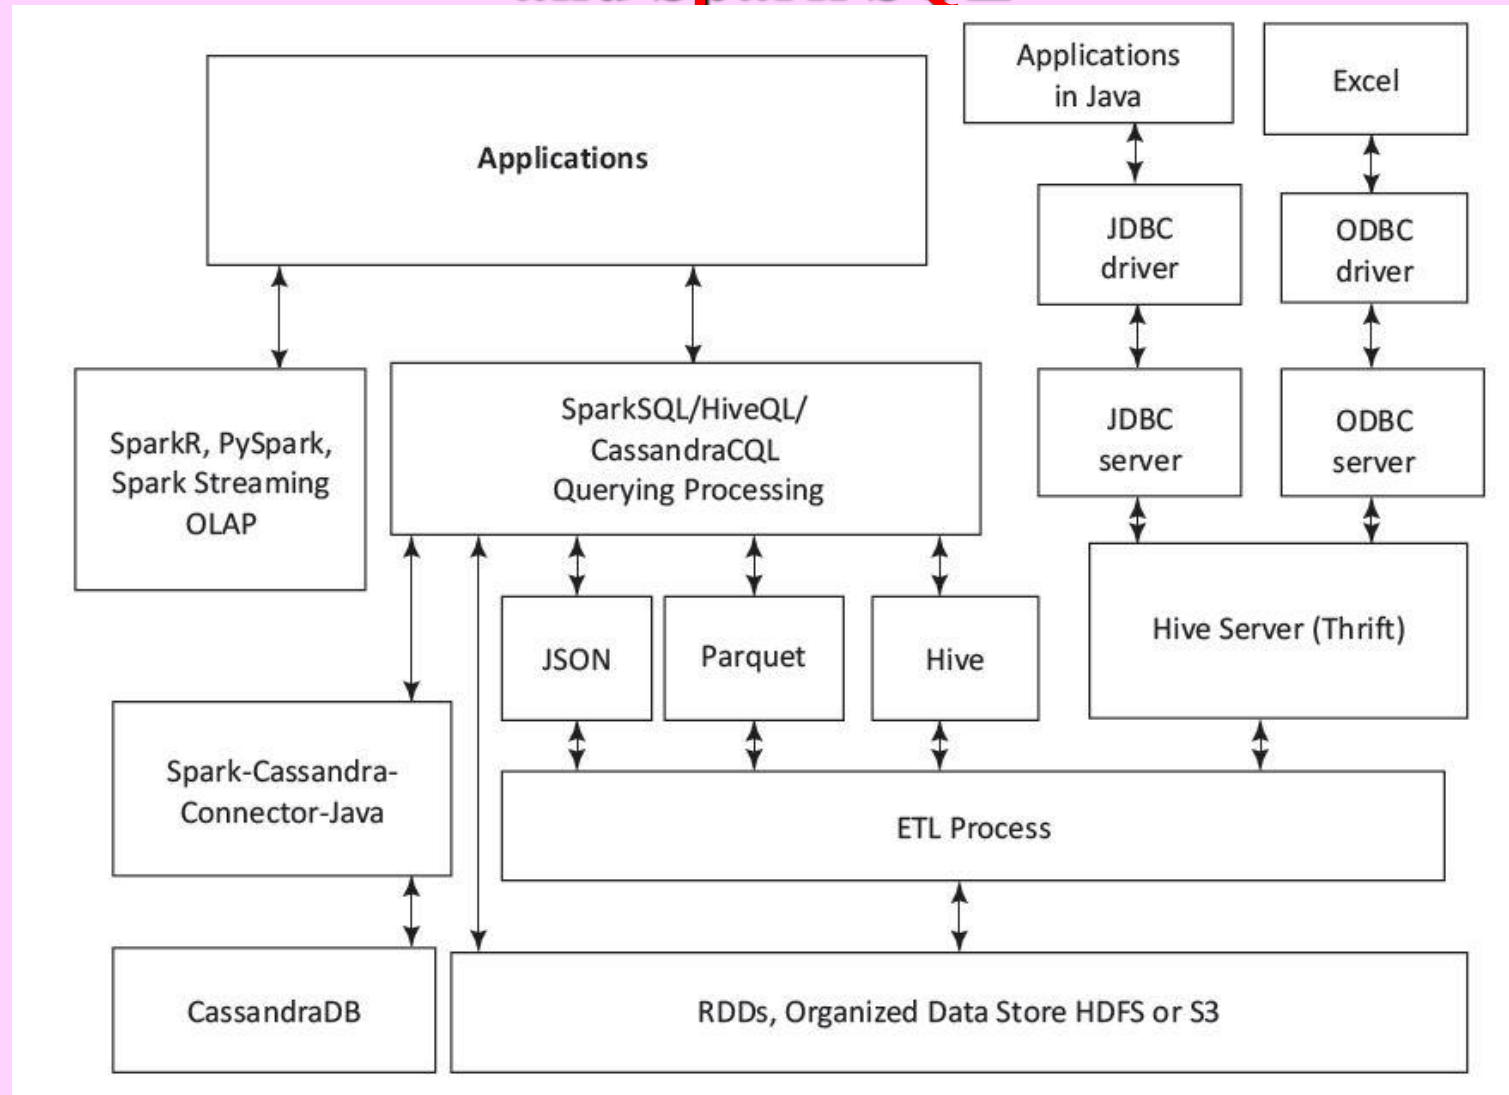 Applications
Applications
in Java
Excel
JDBC
driver
ODBC
driver
SparkR, PySpark,
Spark Streaming
OLAP
SparkSQL/HiveQL/
CassandraCQL
Querying Processing
JDBC
server
ODBC
server
JSON
Parquet
Hive
Hive Server (Thrift)
Spark-Cassandra-
Connector-Java
ETL Process
CassandraDB
RDDs, Organized Data Store HDFS or S3